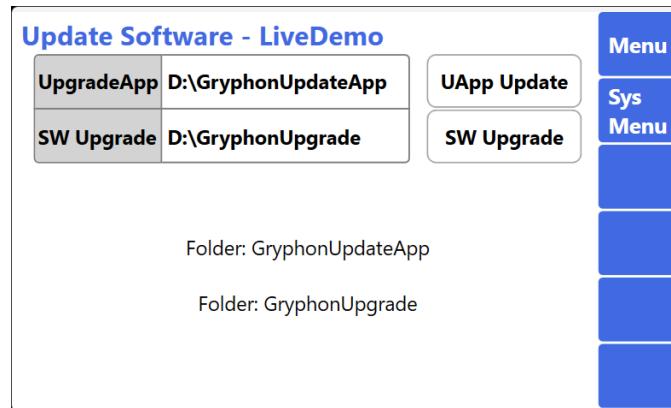 Update Software - LiveDemo
UpgradeApp D:\GryphonUpdateApp UApp Update
SW Upgrade D:\GryphonUpgrade SW Upgrade
Folder: GryphonUpdateApp
Folder: GryphonUpgrade
Menu
Sys
Menu